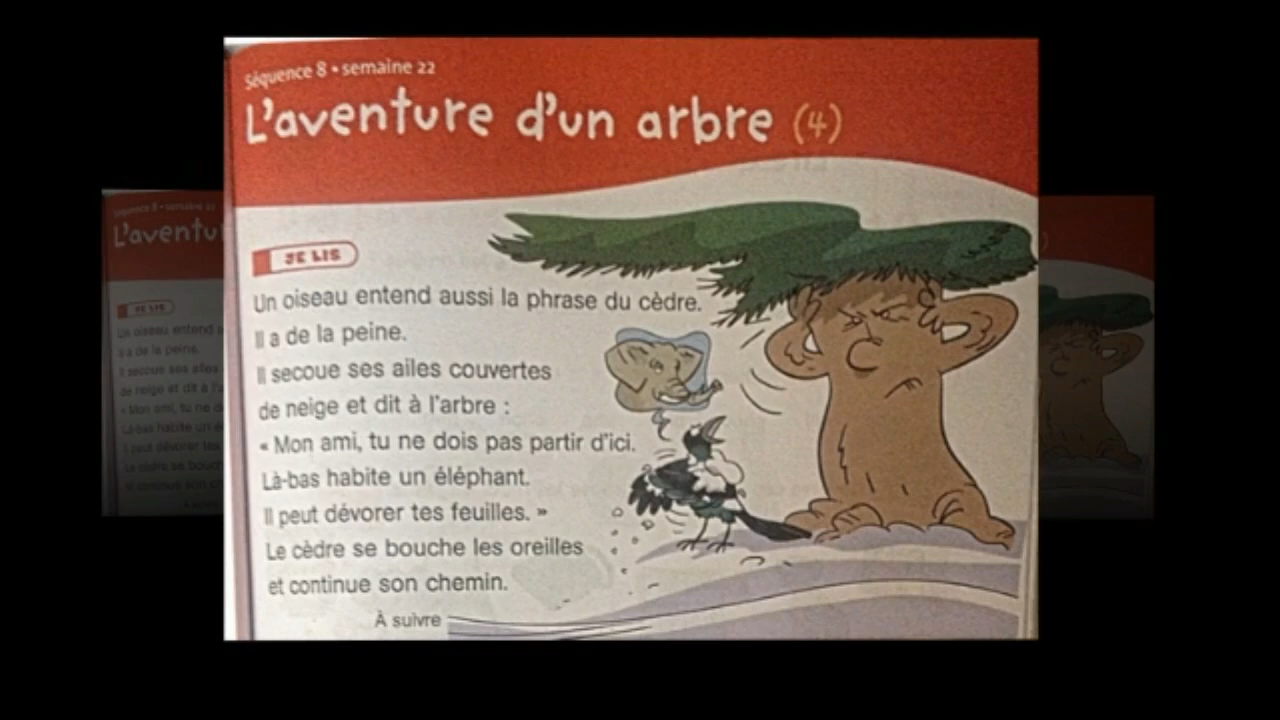 Séquence 8 • semaine 22
L'aventure d'un arbre (4)
JE LIS
Un oiseau entend aussi la phrase du cèdre.
Il a de la peine.
Il secoue ses ailes couvertes
de neige et dit à l'arbre :
« Mon ami, tu ne dois pas partir d'ici.
Là-bas habite un éléphant.
Il peut dévorer tes feuilles. »
Le cèdre se bouche les oreilles
et continue son chemin.
À suivre